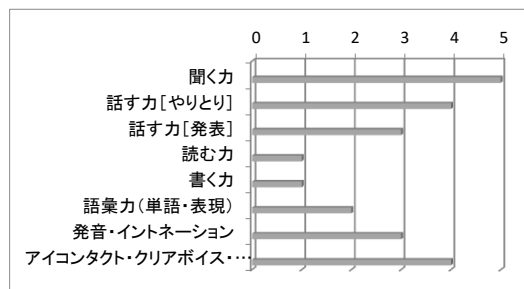 0 1 2 3 4 5
聞く力
話す力[やりとり]
話す力[発表]
読む力
書く力
語彙力(単語・表現)
発音・イントネーション
アイコンタクト・クリアボイス・…